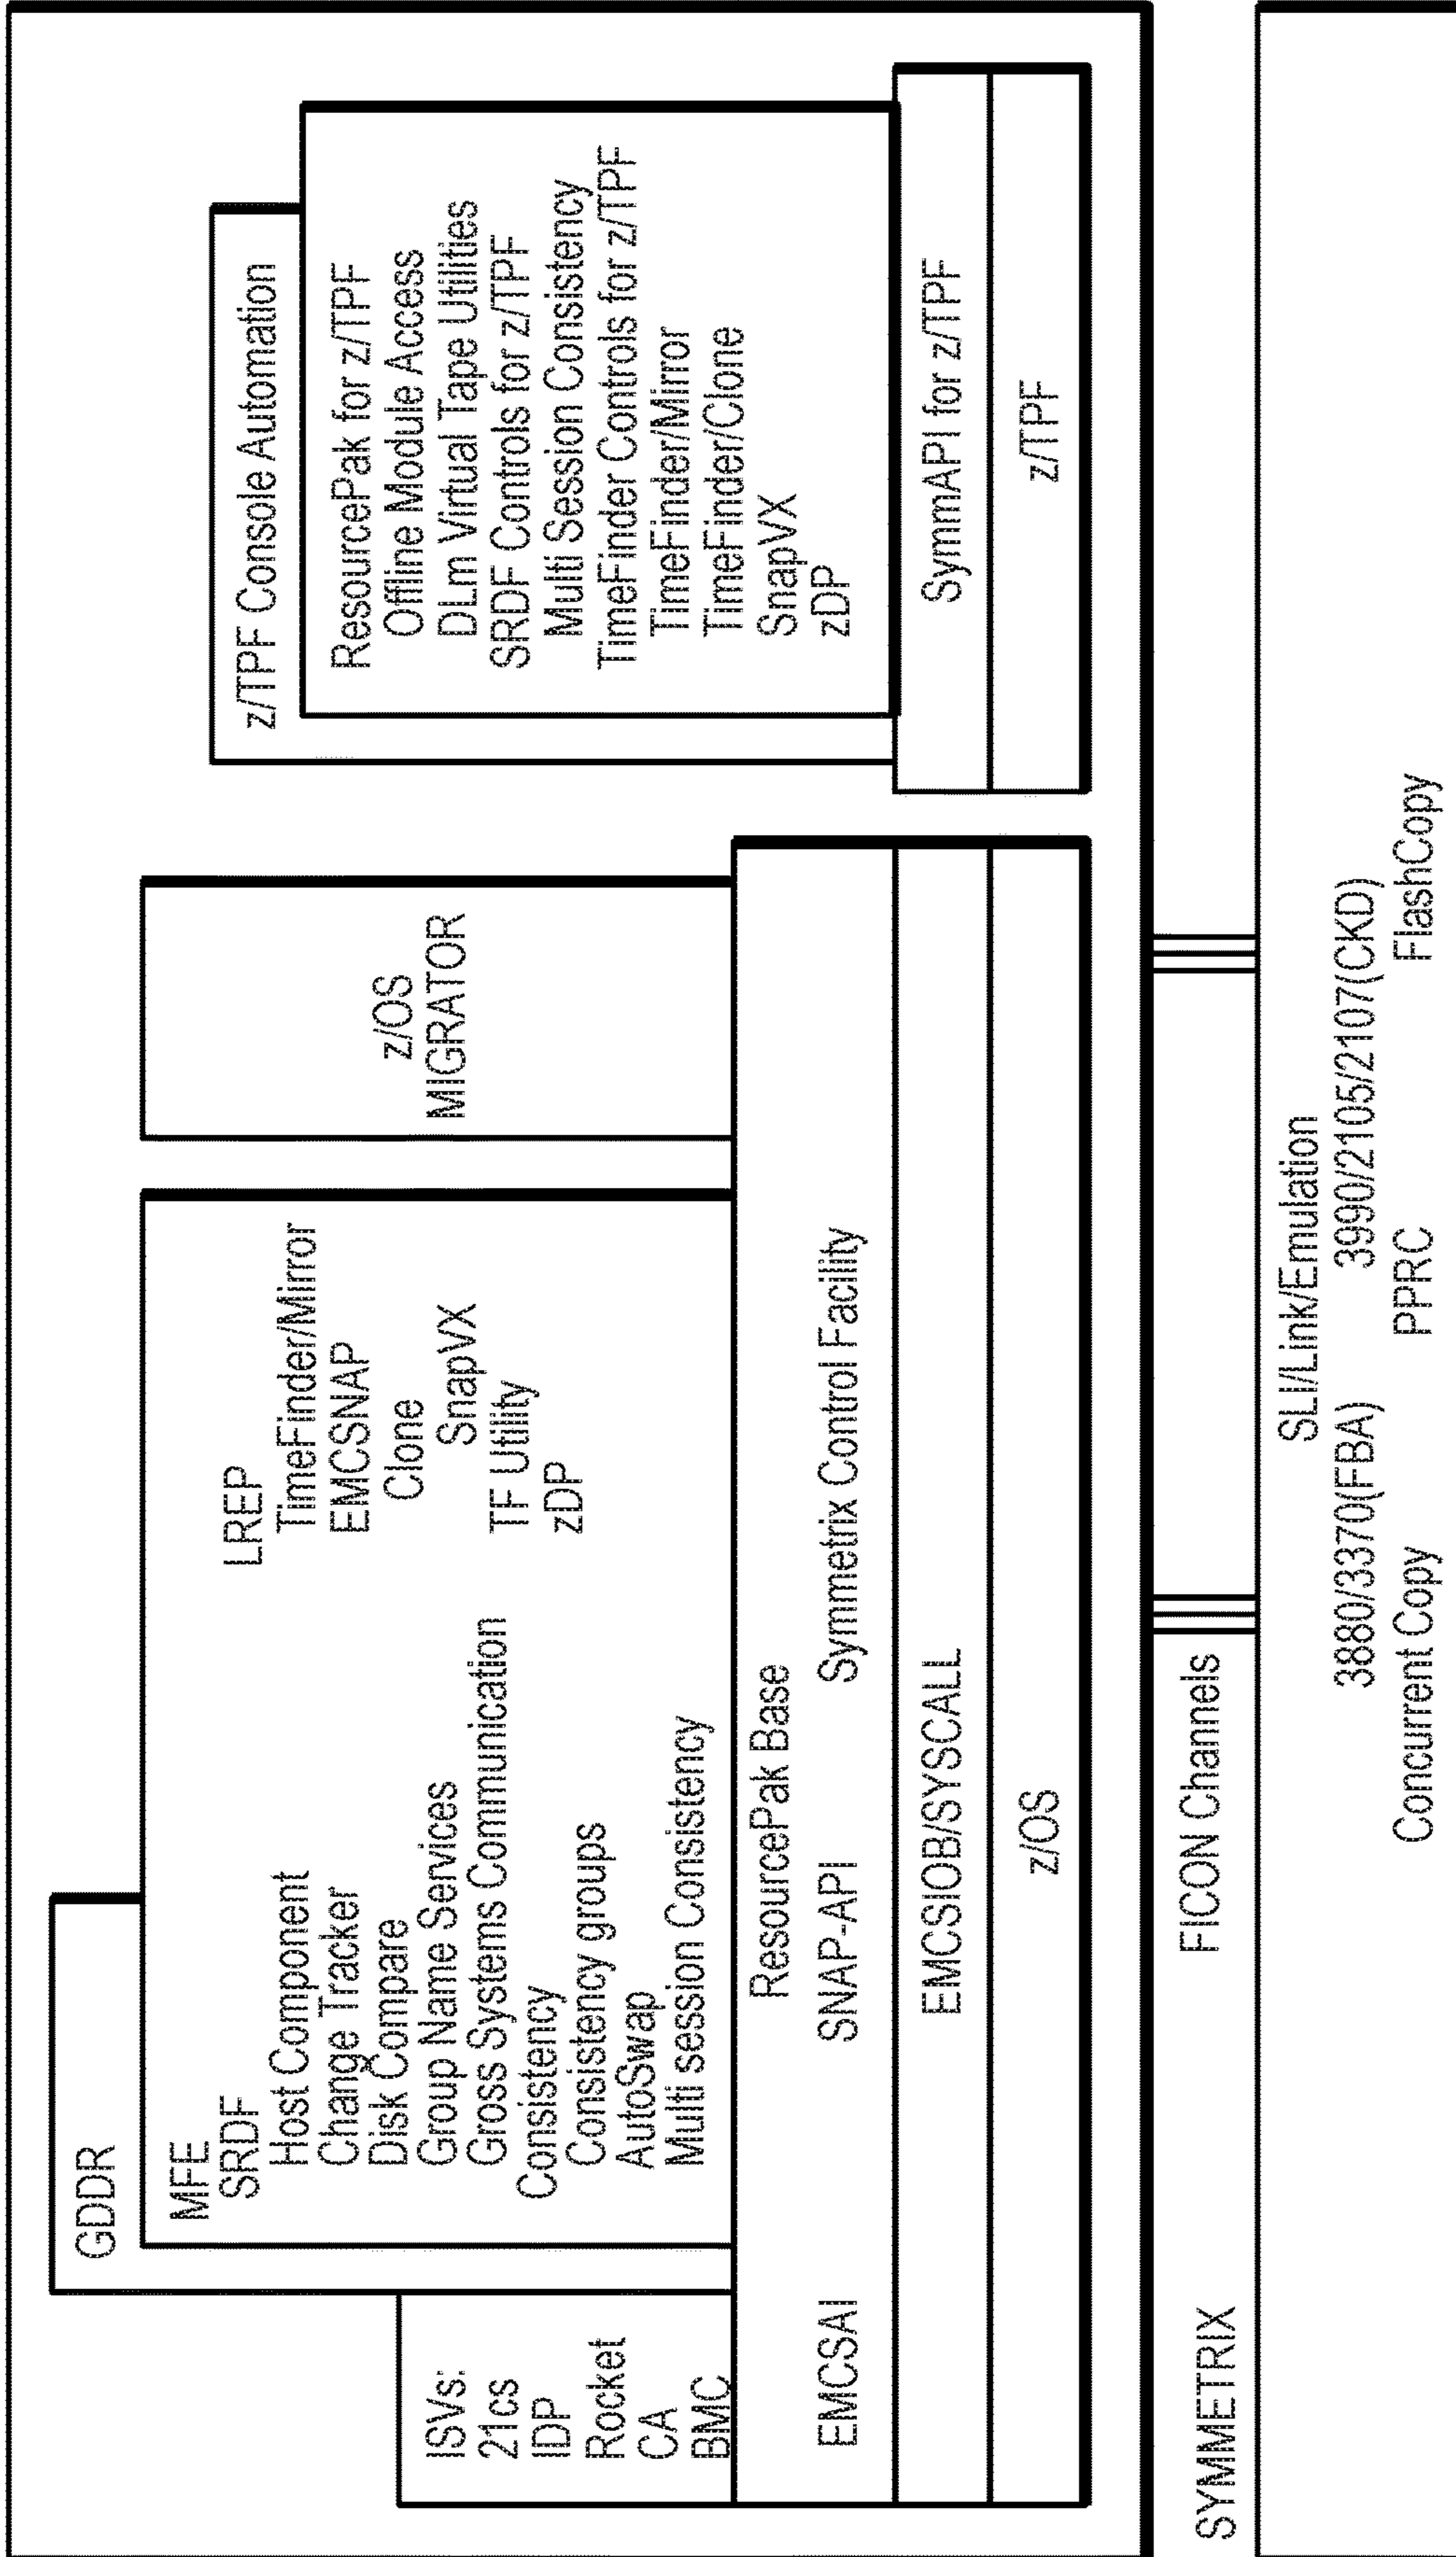 GDDR
MFE
SRDF
Host Component
Change Tracker
Disk Compare
Group Name Services
Gross Systems Communication
Consistency
Consistency groups
AutoSwap
Multi session Consistency
LREP
TimeFinder/Mirror
EMCSNAP
Clone
SnapVX
TF Utility
zDP
ISVs:
21cs
IDP
Rocket
CA
BMC
z/OS
MIGRATOR
ResourcePak Base
EMCSAI
SNAP-API
Symmetrix Control Facility
EMCSIOB/SYSCALL
z/OS
z/TPF Console Automation
ResourcePak for z/TPF
Offline Module Access
DLm Virtual Tape Utilities
SRDF Controls for z/TPF
Multi Session Consistency
TimeFinder Controls for z/TPF
TimeFinder/Mirror
TimeFinder/Clone
SnapVX
zDP
SymmAPI for z/TPF
z/TPF
FICON Channels
SYMMETRIX
SLI/Link/Emulation
3880/3370(FBA) 3990/2105/2107(CKD)
Concurrent Copy PPRC FlashCopy